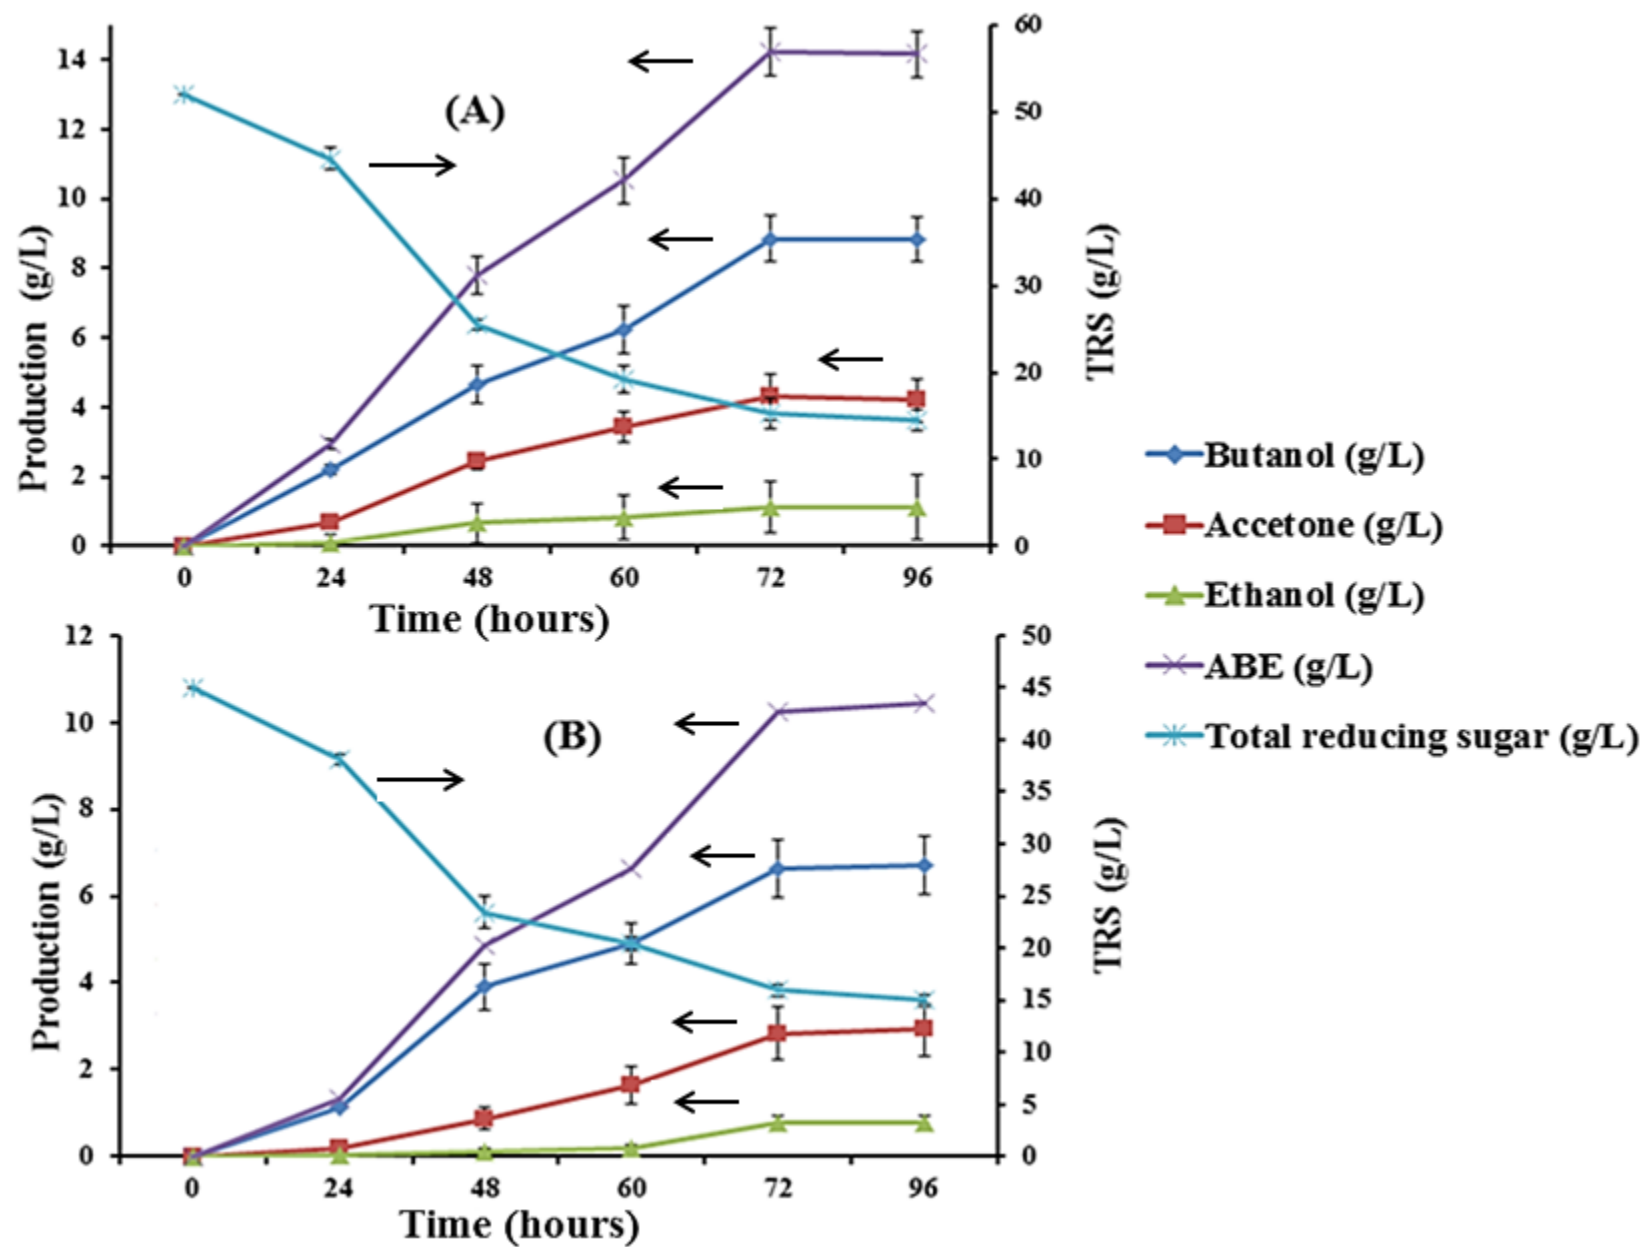 14
12
10
8
6
4
2
0
Production (g/L)
60
50
40
30
20
10
0
TRS (g/L)
(A)
0 24 48 60 72 96
Time (hours)
12
10
8
6
4
2
0
Production (g/L)
50
45
40
35
30
25
20
15
10
5
0
TRS (g/L)
(B)
0 24 48 60 72 96
Time (hours)
Butanol (g/L)
Accetone (g/L)
Ethanol (g/L)
ABE (g/L)
Total reducing sugar (g/L)